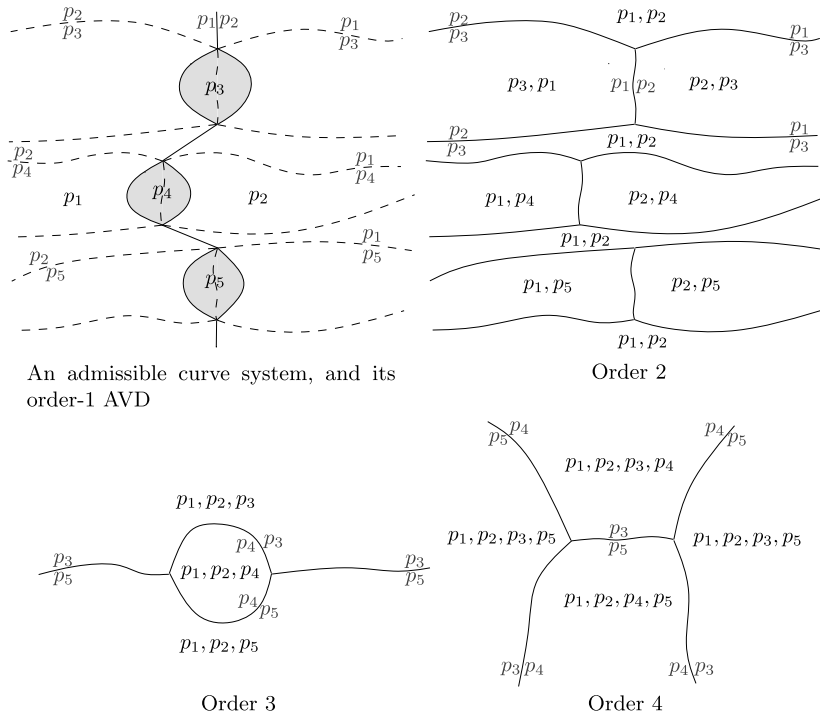 p₂ p₁ p₂ p₁
p₃ p₃
p₃
p₂ p₁
p₄ p₄
p₁ p₄ p₂
p₂ p₁
p₅ p₅
p₅
An admissible curve system, and its
order-1 AVD
p₁, p₂
p₂ p₁
p₃ p₃
p₃, p₁ p₁ p₂ p₂, p₃
p₂ p₁, p₂ p₁
p₃ p₃
p₁, p₄ p₂, p₄
p₁, p₂
p₁, p₅ p₂, p₅
p₁, p₂
Order 2
p₁, p₂, p₃
p₄ p₃
p₃ p₃
p₅ p₁, p₂, p₄ p₅
p₄ p₅
p₁, p₂, p₅
Order 3
p₅ p₄ p₄ p₅
p₁, p₂, p₃, p₄
p₁, p₂, p₃, p₅ p₃ p₁, p₂, p₃, p₅
p₅
p₁, p₂, p₄, p₅
p₃ p₄ p₄ p₃
Order 4